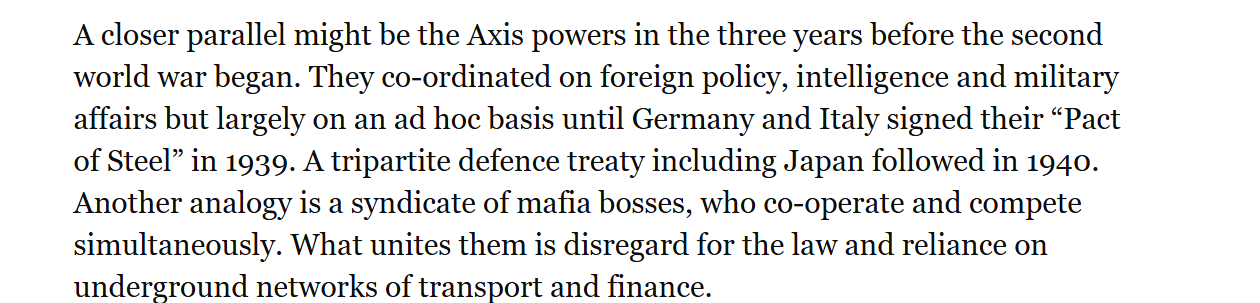 A closer parallel might be the Axis powers in the three years before the second
world war began. They co-ordinated on foreign policy, intelligence and military
affairs but largely on an ad hoc basis until Germany and Italy signed their “Pact
of Steel” in 1939. A tripartite defence treaty including Japan followed in 1940.
Another analogy is a syndicate of mafia bosses, who co-operate and compete
simultaneously. What unites them is disregard for the law and reliance on
underground networks of transport and finance.